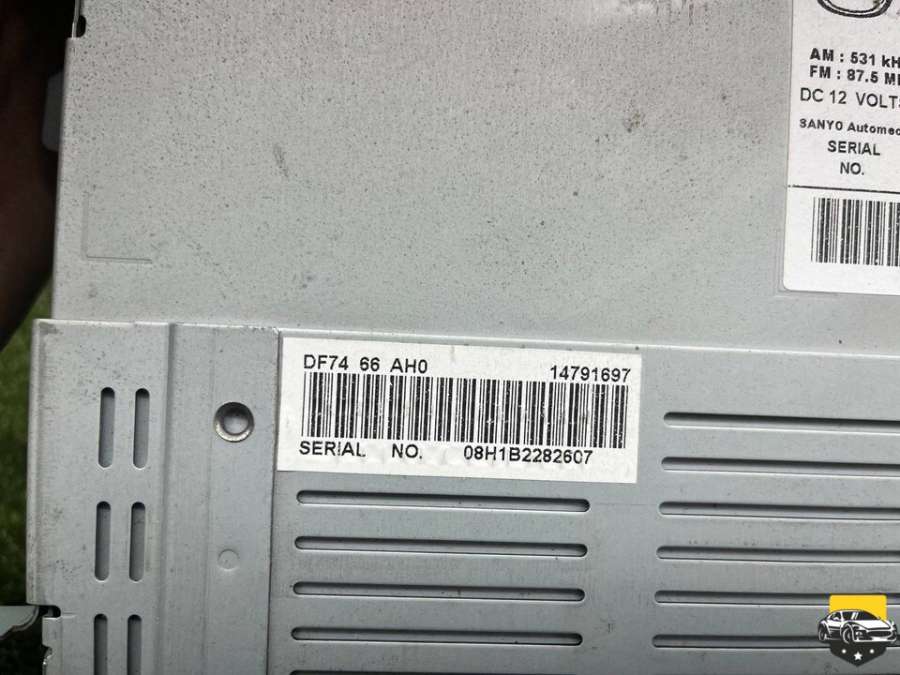 AM : 531 kH
FM : 87.5 M
DC 12 VOLTS
SANYO Automed
SERIAL
NO.
DF74 66 AH0
14791697
SERIAL NO. 08H1B2282607